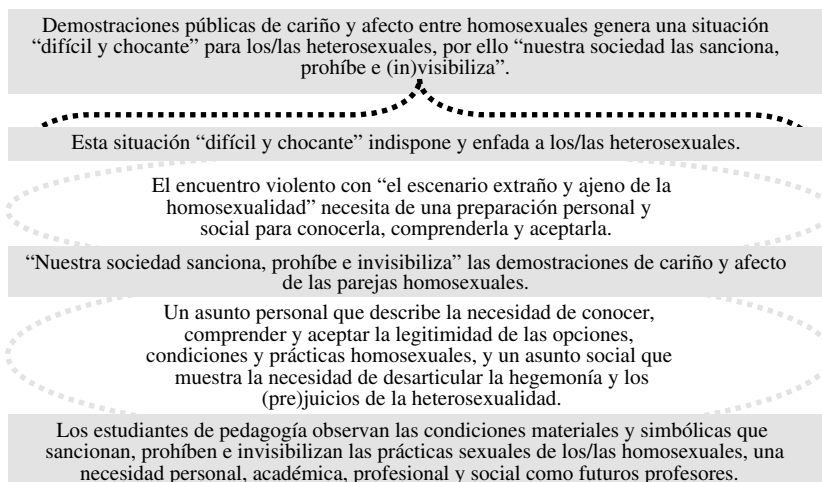 Demostraciones públicas de cariño y afecto entre homosexuales genera una situación
“difícil y chocante” para los/las heterosexuales, por ello “nuestra sociedad las sanciona,
prohíbe e (in)visibiliza”.
Esta situación “difícil y chocante” indispone y enfada a los/las heterosexuales.
El encuentro violento con “el escenario extraño y ajeno de la
homosexualidad” necesita de una preparación personal y
social para conocerla, comprenderla y aceptarla.
“Nuestra sociedad sanciona, prohíbe e invisibiliza” las demostraciones de cariño y afecto
de las parejas homosexuales.
Un asunto personal que describe la necesidad de conocer,
comprender y aceptar la legitimidad de las opciones,
condiciones y prácticas homosexuales, y un asunto social que
muestra la necesidad de desarticular la hegemonía y los
(pre)juicios de la heterosexualidad.
Los estudiantes de pedagogía observan las condiciones materiales y simbólicas que
sancionan, prohíben e invisibilizan las prácticas sexuales de los/las homosexuales, una
necesidad personal, académica, profesional y social como futuros profesores.